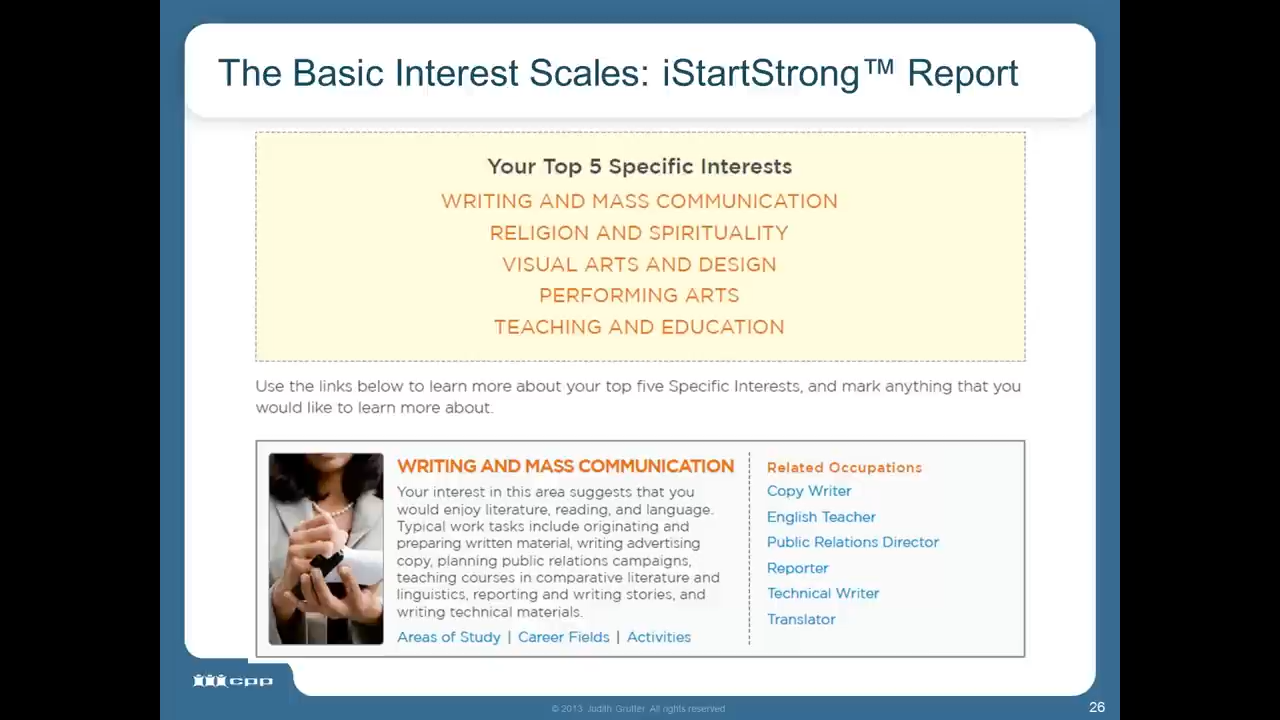 The Basic Interest Scales: iStartStrong™ Report
Your Top 5 Specific Interests
WRITING AND MASS COMMUNICATION
RELIGION AND SPIRITUALITY
VISUAL ARTS AND DESIGN
PERFORMING ARTS
TEACHING AND EDUCATION
Use the links below to learn more about your top five Specific Interests, and mark anything that you
would like to learn more about.
WRITING AND MASS COMMUNICATION
Your interest in this area suggests that you
would enjoy literature, reading, and language.
Typical work tasks include originating and
preparing written material, writing advertising
copy, planning public relations campaigns,
teaching courses in comparative literature and
linguistics, reporting and writing stories, and
writing technical materials.
Areas of Study | Career Fields | Activities
Related Occupations
Copy Writer
English Teacher
Public Relations Director
Reporter
Technical Writer
Translator
cpp
© 2013 Judith Grutter All rights reserved
26